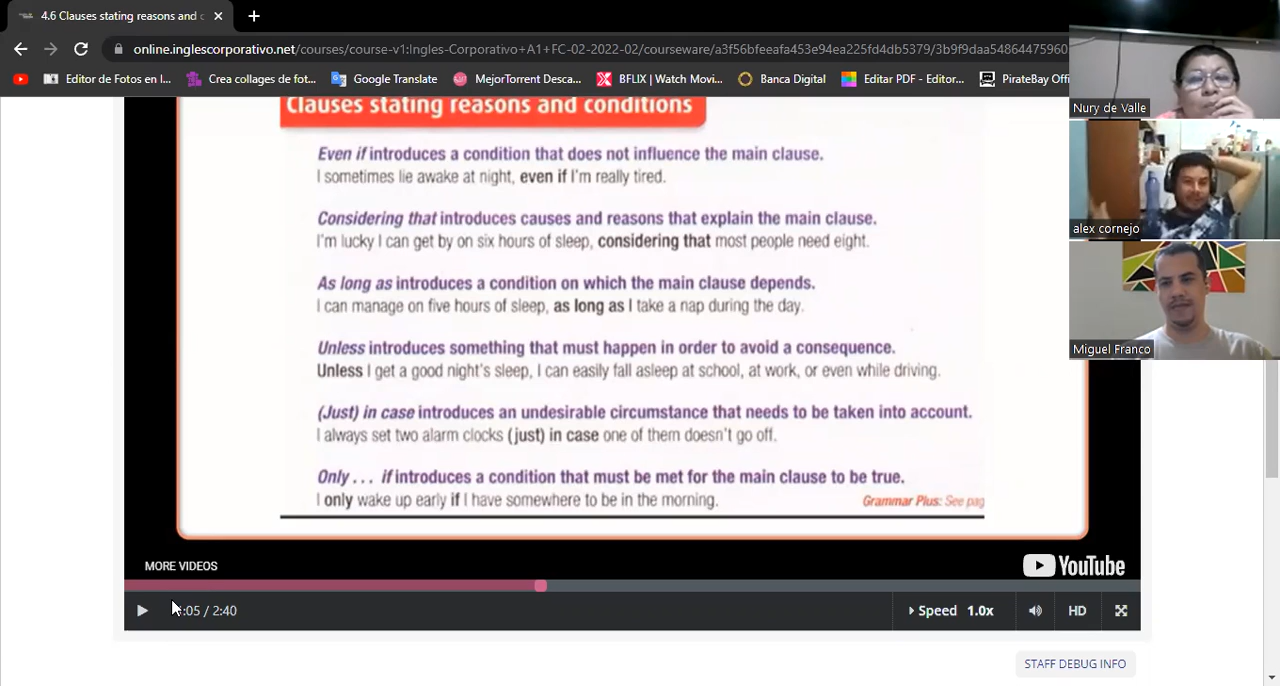 4.6 Clauses stating reasons and c
online.inglescorporativo.net/courses/course-v1:Ingles-Corporativo+A1+FC-02-2022-02/courseware/a3f56bfeefa453e94ea225fd4db5379/3b9f9daa54864475960
Editor de Fotos en l...
Crea collages de fot...
Google Translate
MejorTorrent Desca...
BFLIX | Watch Movi...
Banca Digital
Editar PDF - Editor...
PirateBay Offi
Nury de Valle
alex cornejo
Miguel Franco
Clauses stating reasons and conditions
Even if introduces a condition that does not influence the main clause.
I sometimes lie awake at night, even if I'm really tired.
Considering that introduces causes and reasons that explain the main clause.
I'm lucky I can get by on six hours of sleep, considering that most people need eight.
As long as introduces a condition on which the main clause depends.
I can manage on five hours of sleep, as long as I take a nap during the day.
Unless introduces something that must happen in order to avoid a consequence.
Unless I get a good night's sleep, I can easily fall asleep at school, at work, or even while driving.
(Just) in case introduces an undesirable circumstance that needs to be taken into account.
I always set two alarm clocks (just) in case one of them doesn't go off.
Only . . . if introduces a condition that must be met for the main clause to be true.
I only wake up early if I have somewhere to be in the morning.
Grammar Plus: See pag
MORE VIDEOS
YouTube
:05 / 2:40
Speed 1.0x
HD
STAFF DEBUG INFO